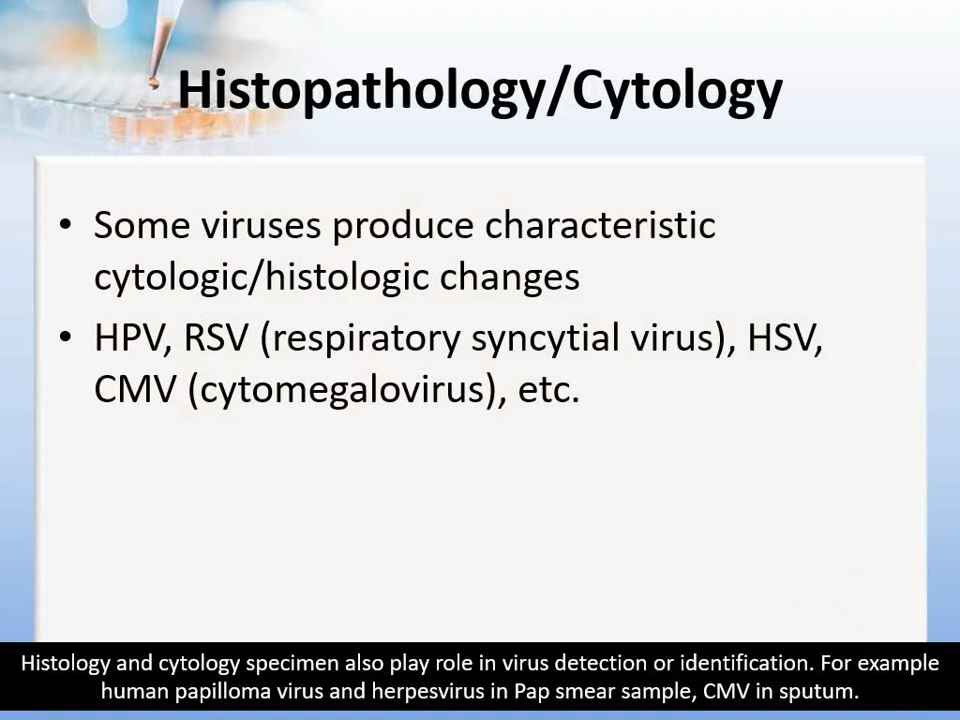 Histopathology/Cytology
• Some viruses produce characteristic
cytologic/histologic changes
• HPV, RSV (respiratory syncytial virus), HSV,
CMV (cytomegalovirus), etc.
Histology and cytology specimen also play role in virus detection or identification. For example
human papilloma virus and herpesvirus in Pap smear sample, CMV in sputum.